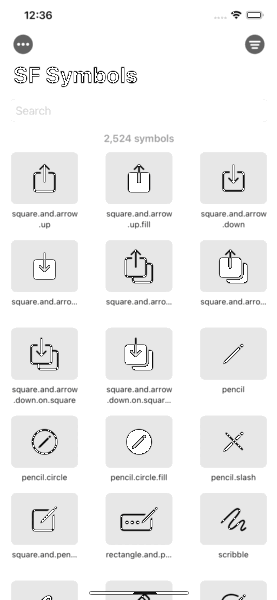 12:36
SF Symbols
Search
2,524 symbols
square.and.arrow
.up
square.and.arrow
.up.fill
square.and.arrow
.down
square.and.arro...
square.and.arro...
square.and.arro...
square.and.arrow
.down.on.square
square.and.arrow
.down.on.squar...
pencil
pencil.circle
pencil.circle.fill
pencil.slash
square.and.pen...
rectangle.and.p...
scribble